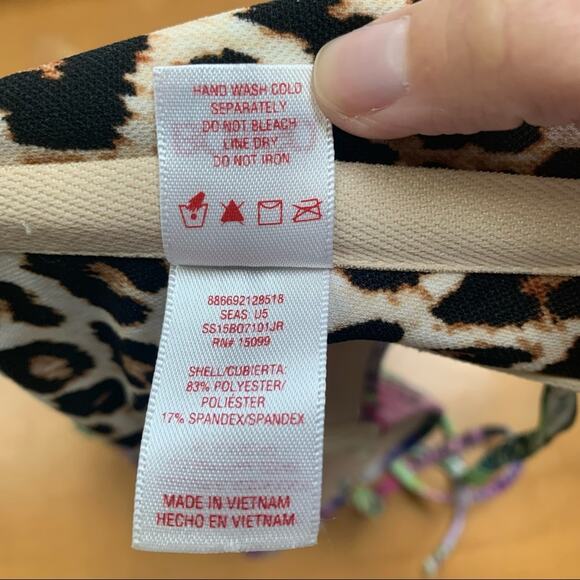 HAND WASH COLD
SEPARATELY
DO NOT BLEACH
LINE DRY
DO NOT IRON
886692128518
SEAS: U5
SS15BO7101JR
RN# 15099
SHELL/CUBIERTA:
83% POLYESTER/
POLIÉSTER
17% SPANDEX/SPANDEX
MADE IN VIETNAM
HECHO EN VIETNAM